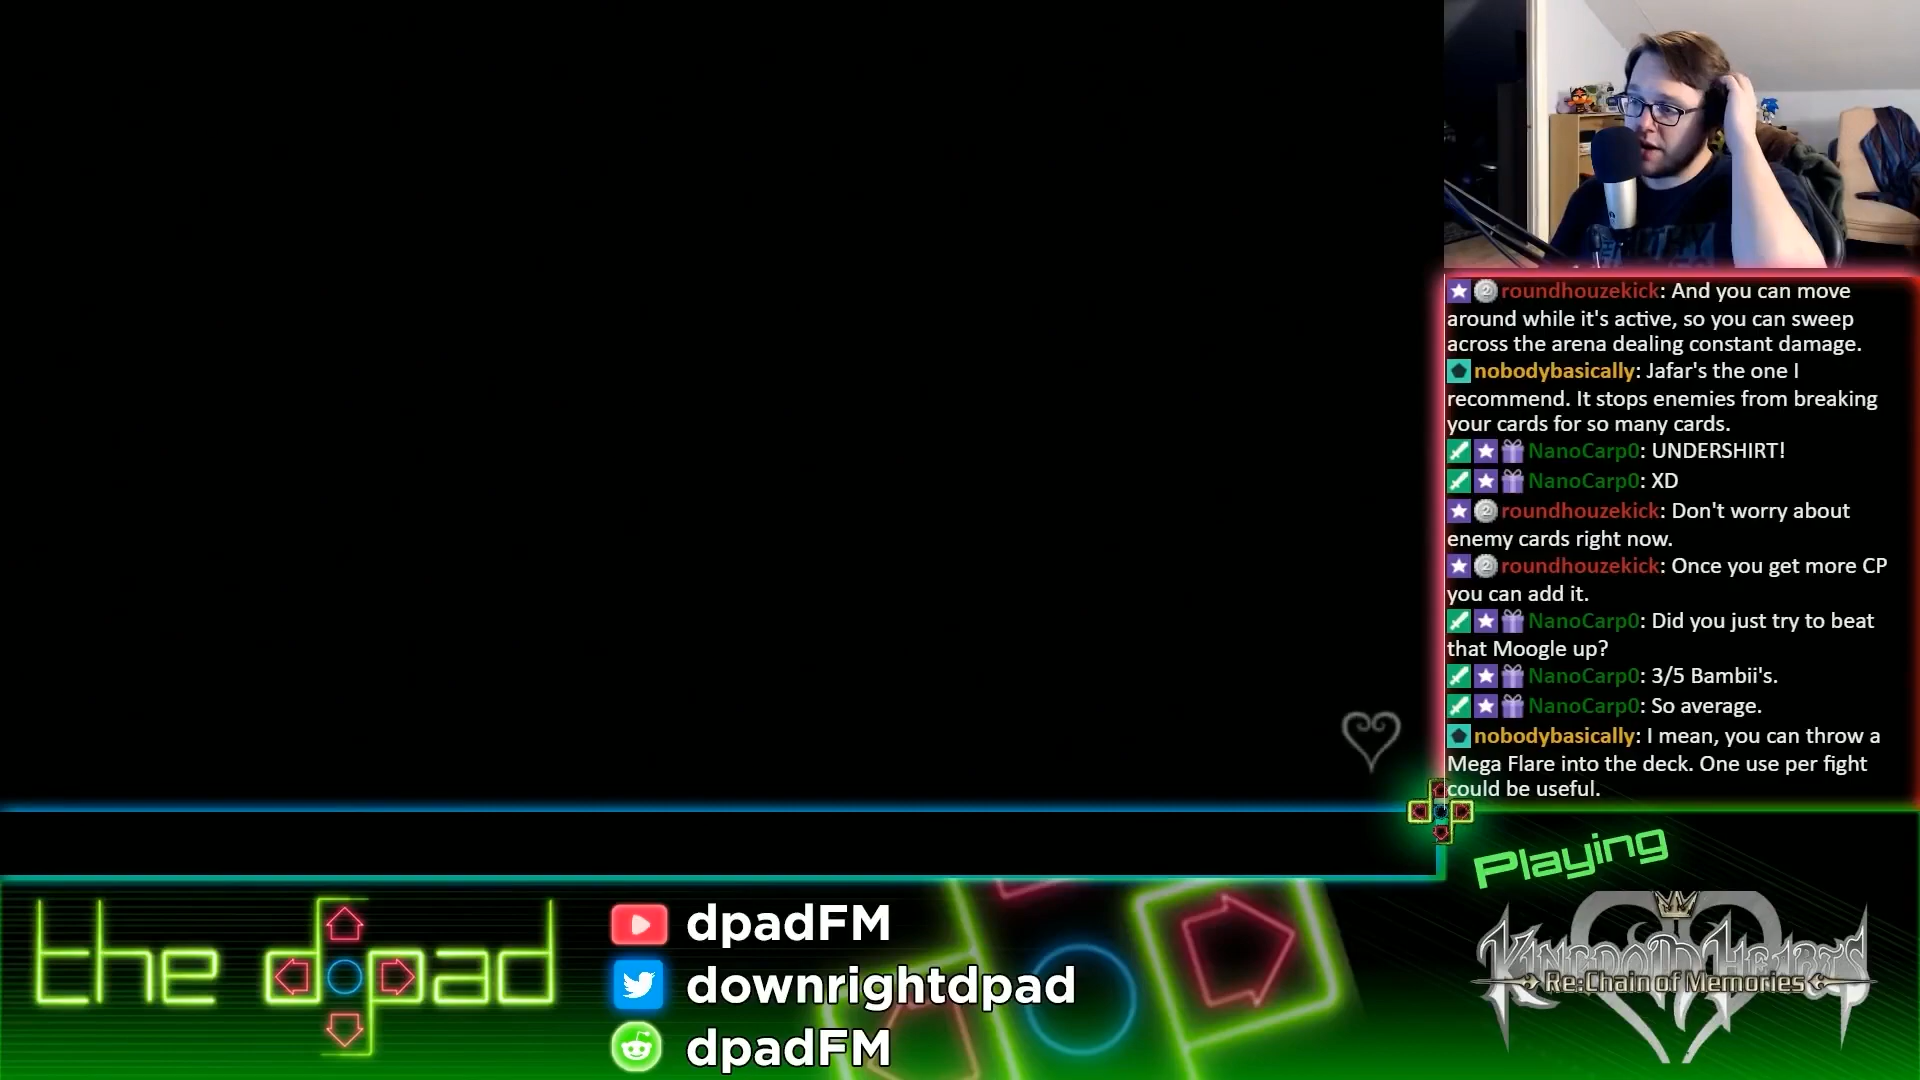 roundhouzekick: And you can move
around while it's active, so you can sweep
across the arena dealing constant damage.
nobodybasically: Jafar's the one I
recommend. It stops enemies from breaking
your cards for so many cards.
NanoCarp0: UNDERSHIRT!
NanoCarp0: XD
roundhouzekick: Don't worry about
enemy cards right now.
roundhouzekick: Once you get more CP
you can add it.
NanoCarp0: Did you just try to beat
that Moogle up?
NanoCarp0: 3/5 Bambii's.
NanoCarp0: So average.
nobodybasically: I mean, you can throw a
Mega Flare into the deck. One use per fight
could be useful.
Playing
KINGDOM HEARTS
Re:Chain of Memories
the dpad
dpadFM
downrightdpad
dpadFM